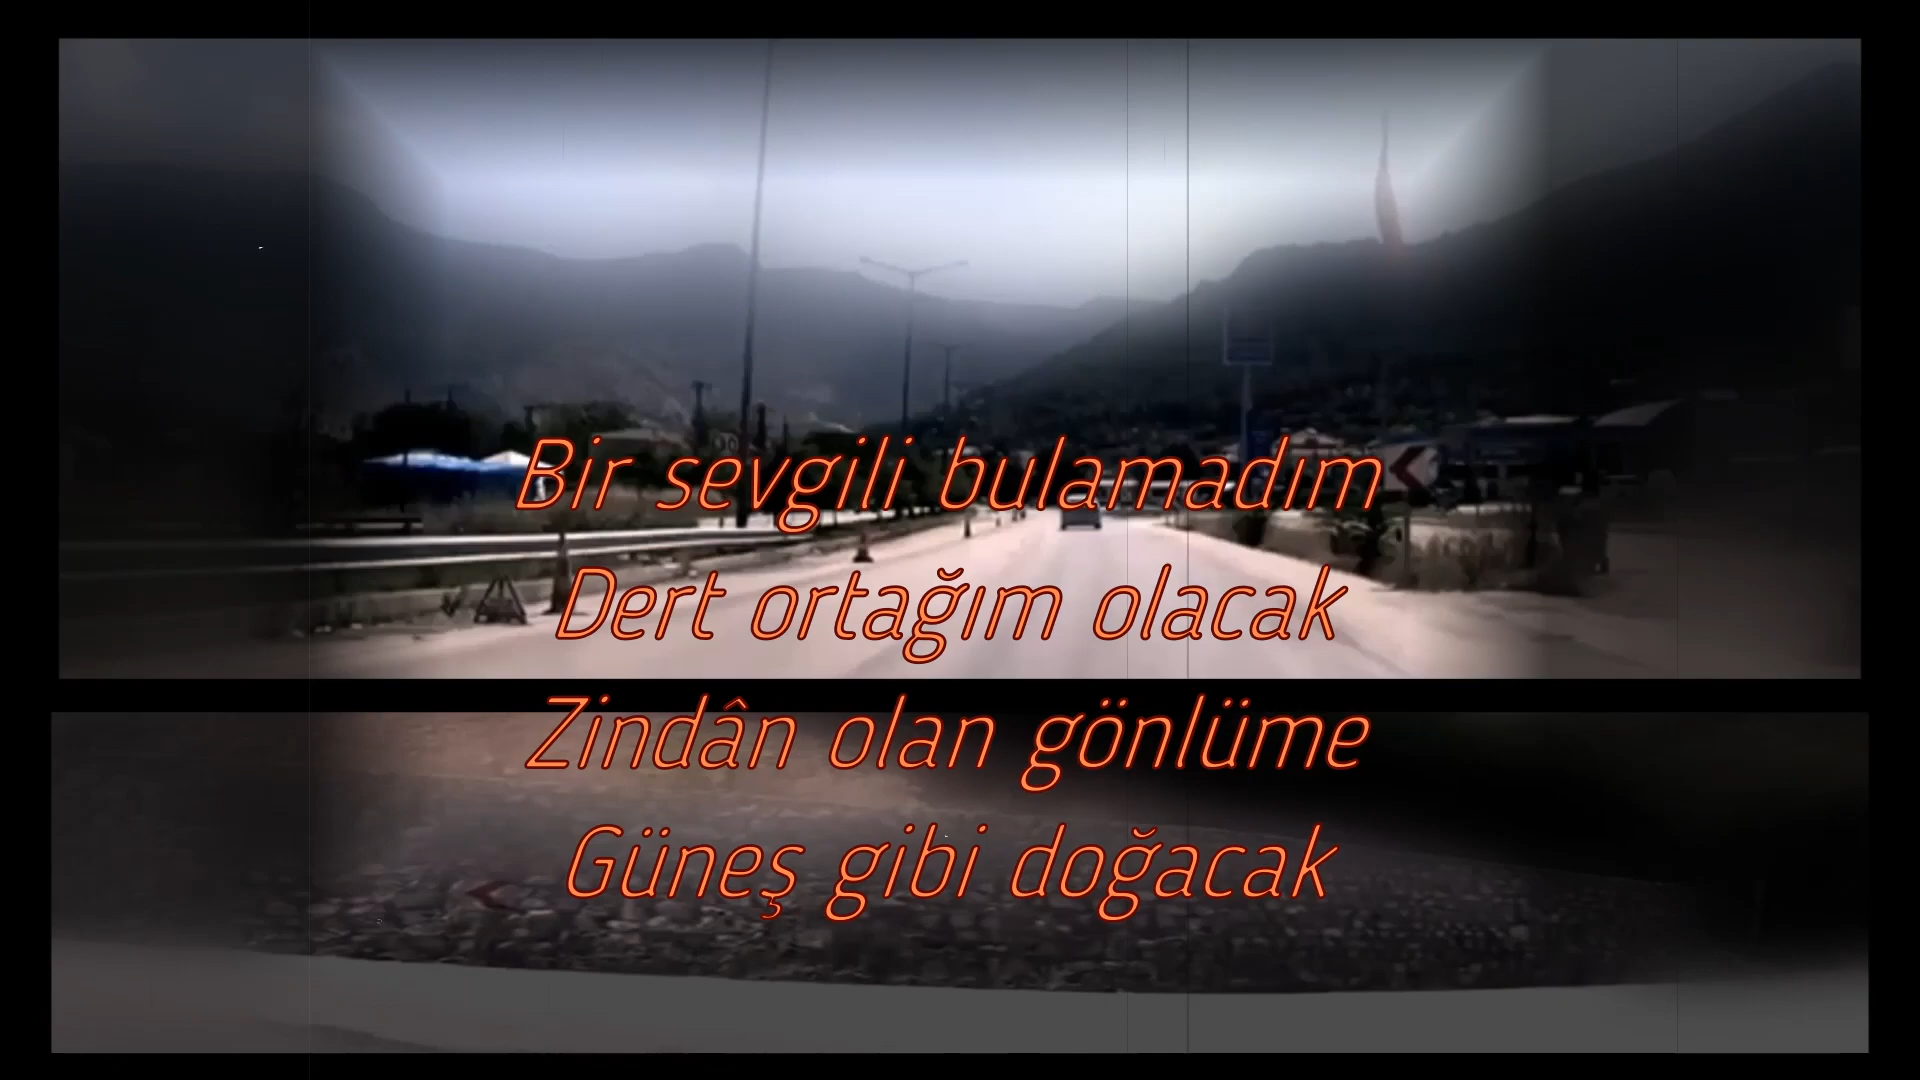 Bir sevgili bulamadım
Dert ortağım olacak
Zindân olan gönlüme
Güneş gibi doğacak